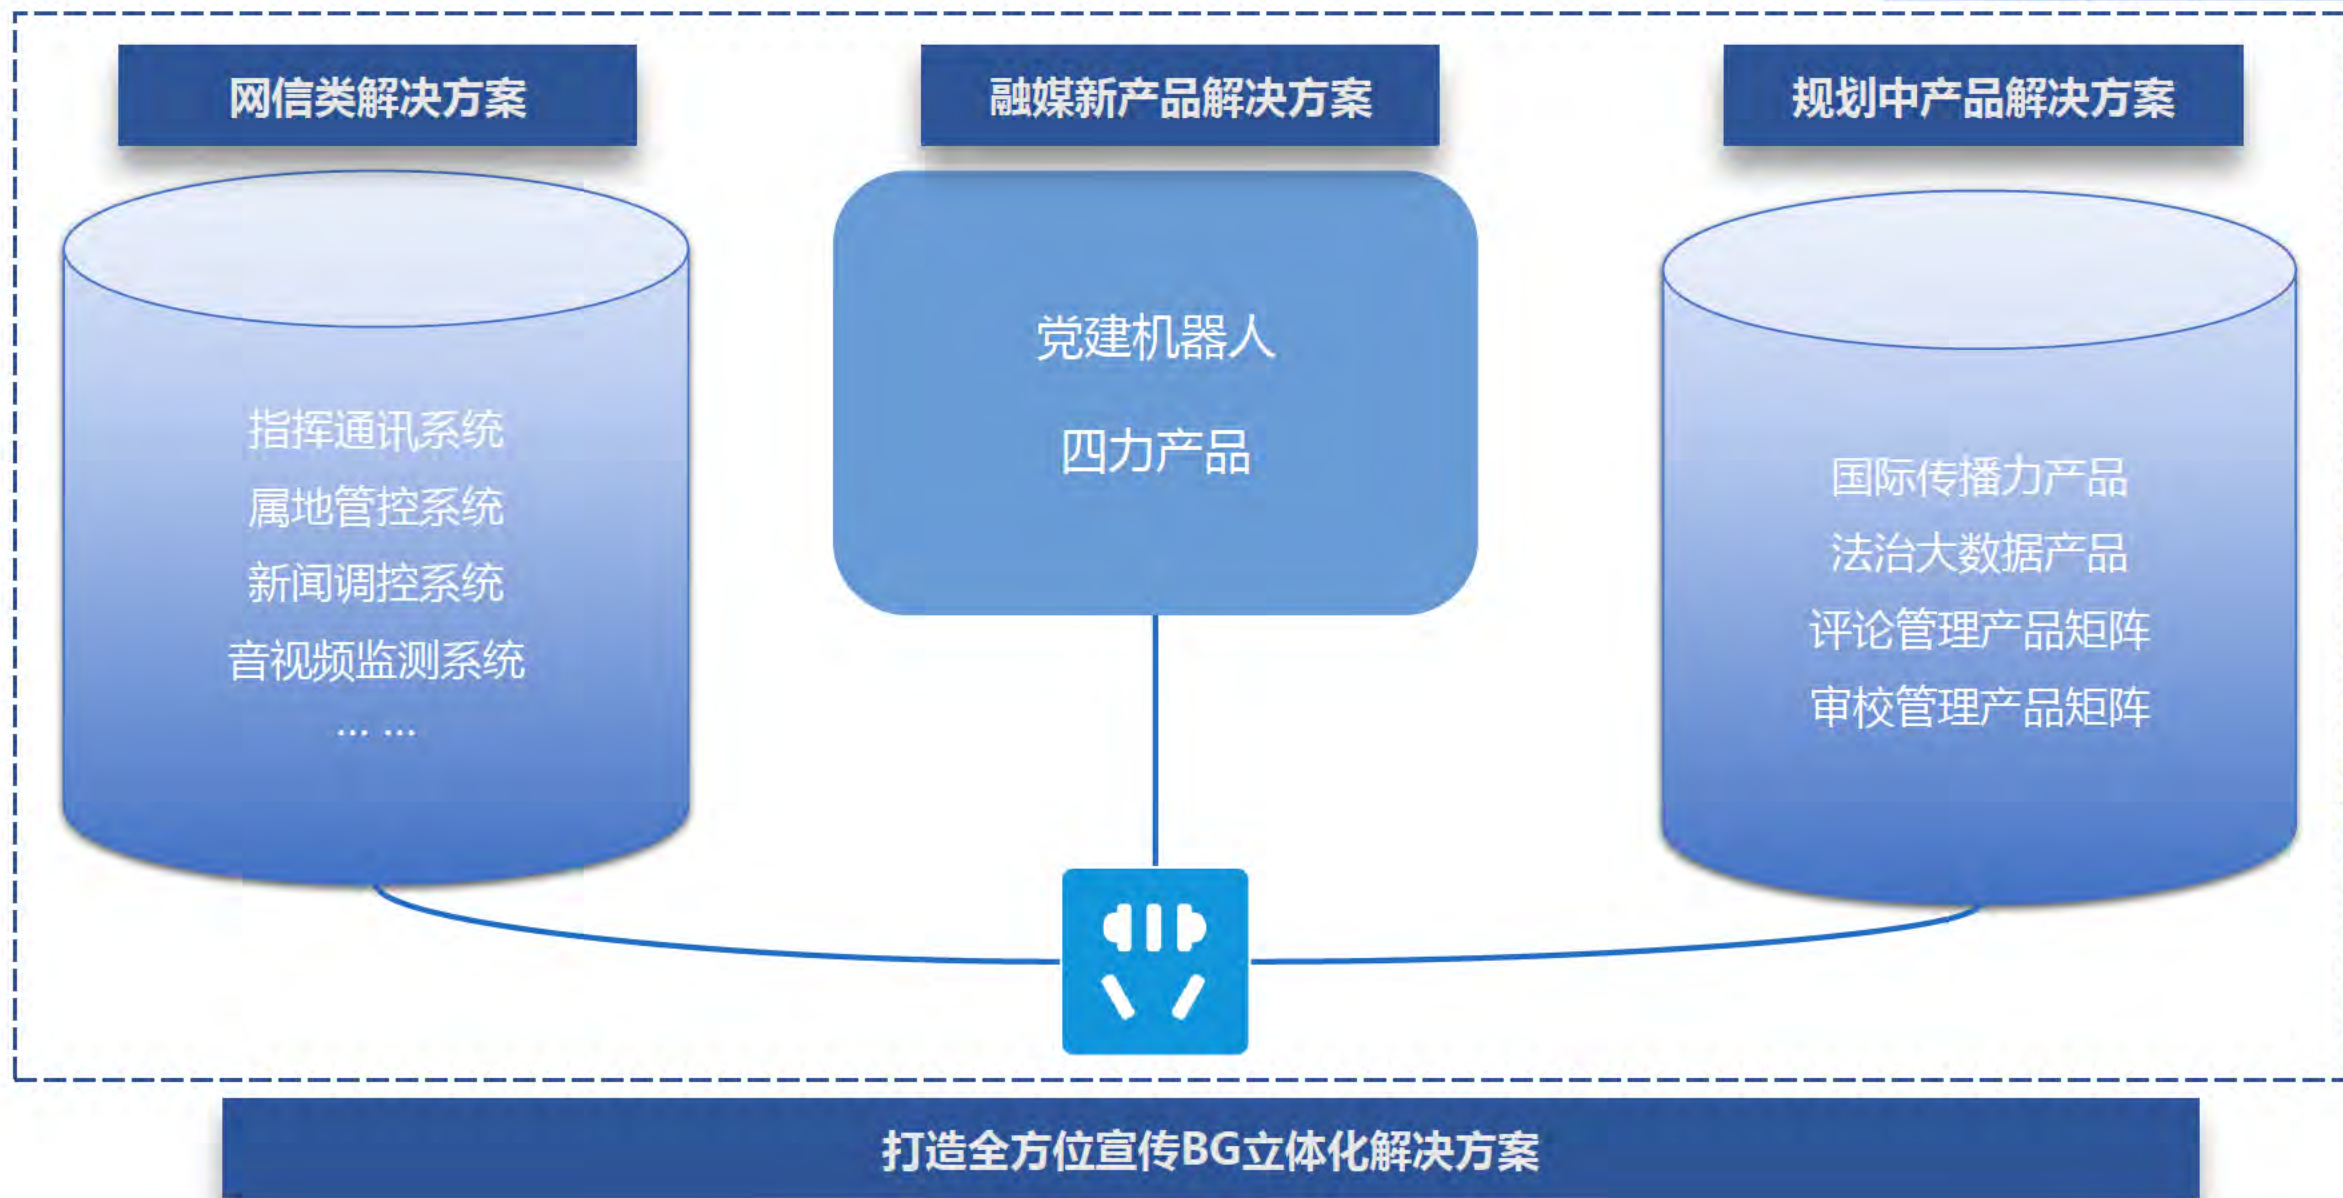 网信类解决方案
指挥通讯系统
属地管控系统
新闻调控系统
音视频监测系统
... ...
融媒新产品解决方案
党建机器人
四力产品
规划中产品解决方案
国际传播力产品
法治大数据产品
评论管理产品矩阵
审校管理产品矩阵
打造全方位宣传BG立体化解决方案